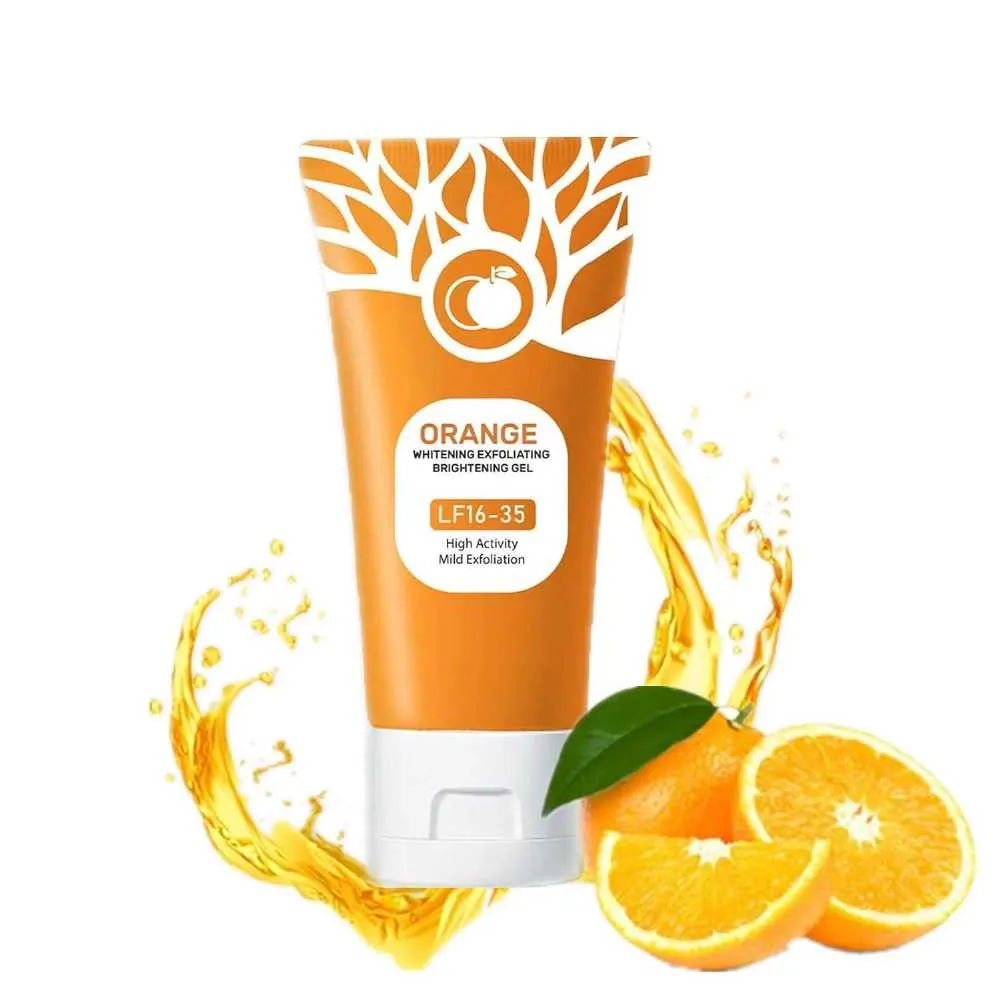 ORANGE
WHITENING EXFOLIATING
BRIGHTENING GEL
LF16-35
High Activity
Mild Exfoliation